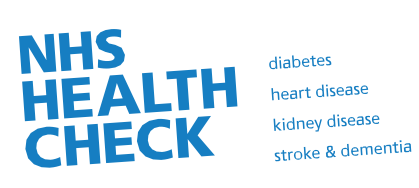 NHS
HEALTH
CHECK
diabetes
heart disease
kidney disease
stroke & dementia